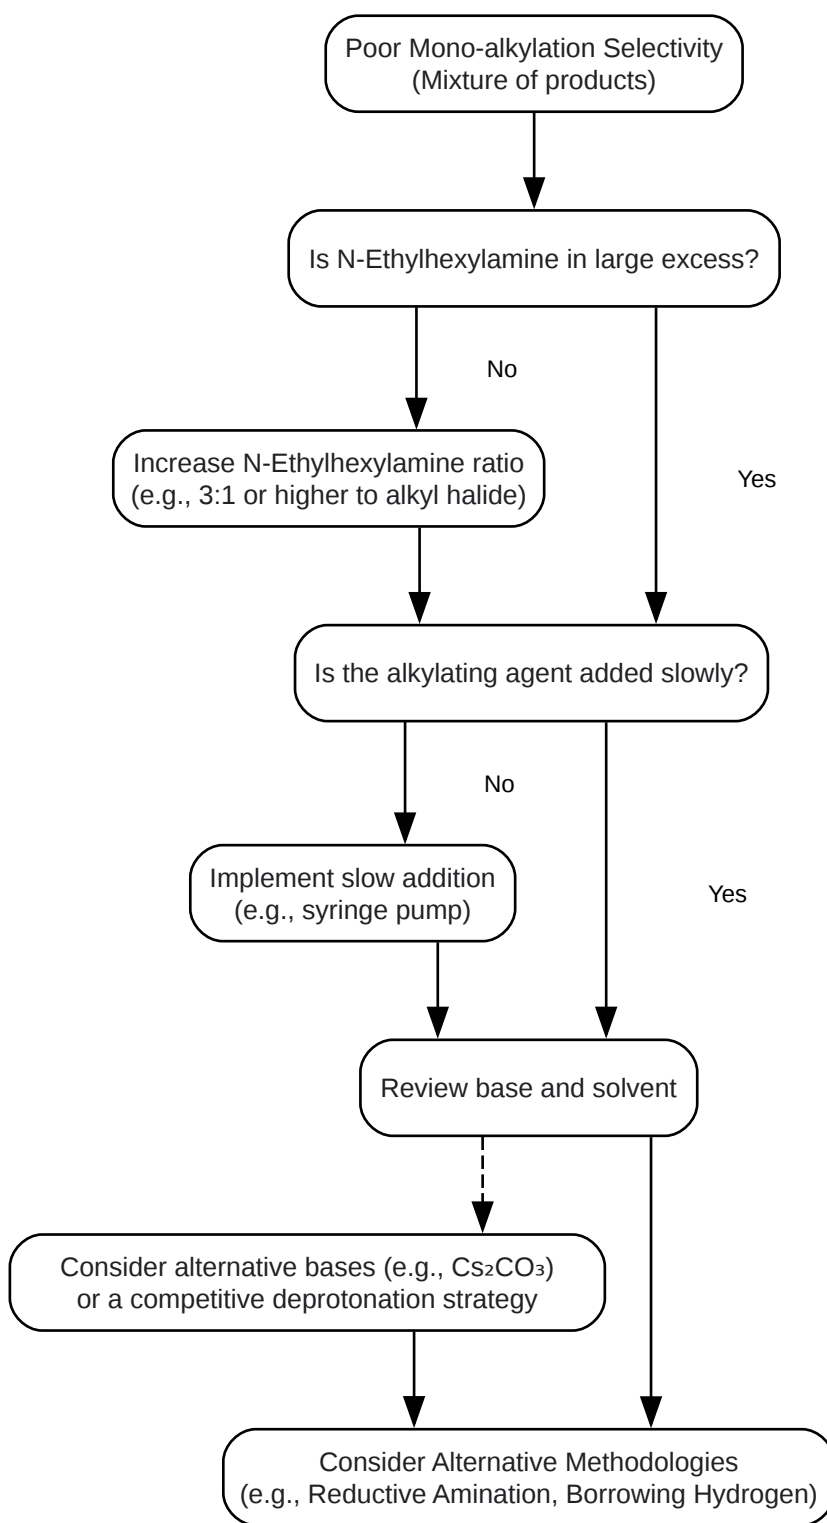 Poor Mono-alkylation Selectivity
(Mixture of products)
Is N-Ethylhexylamine in large excess?
No
Increase N-Ethylhexylamine ratio
(e.g., 3:1 or higher to alkyl halide)
Yes
Is the alkylating agent added slowly?
No
Implement slow addition
(e.g., syringe pump)
Yes
Review base and solvent
Consider alternative bases (e.g., Cs₂CO₃)
or a competitive deprotonation strategy
Consider Alternative Methodologies
(e.g., Reductive Amination, Borrowing Hydrogen)